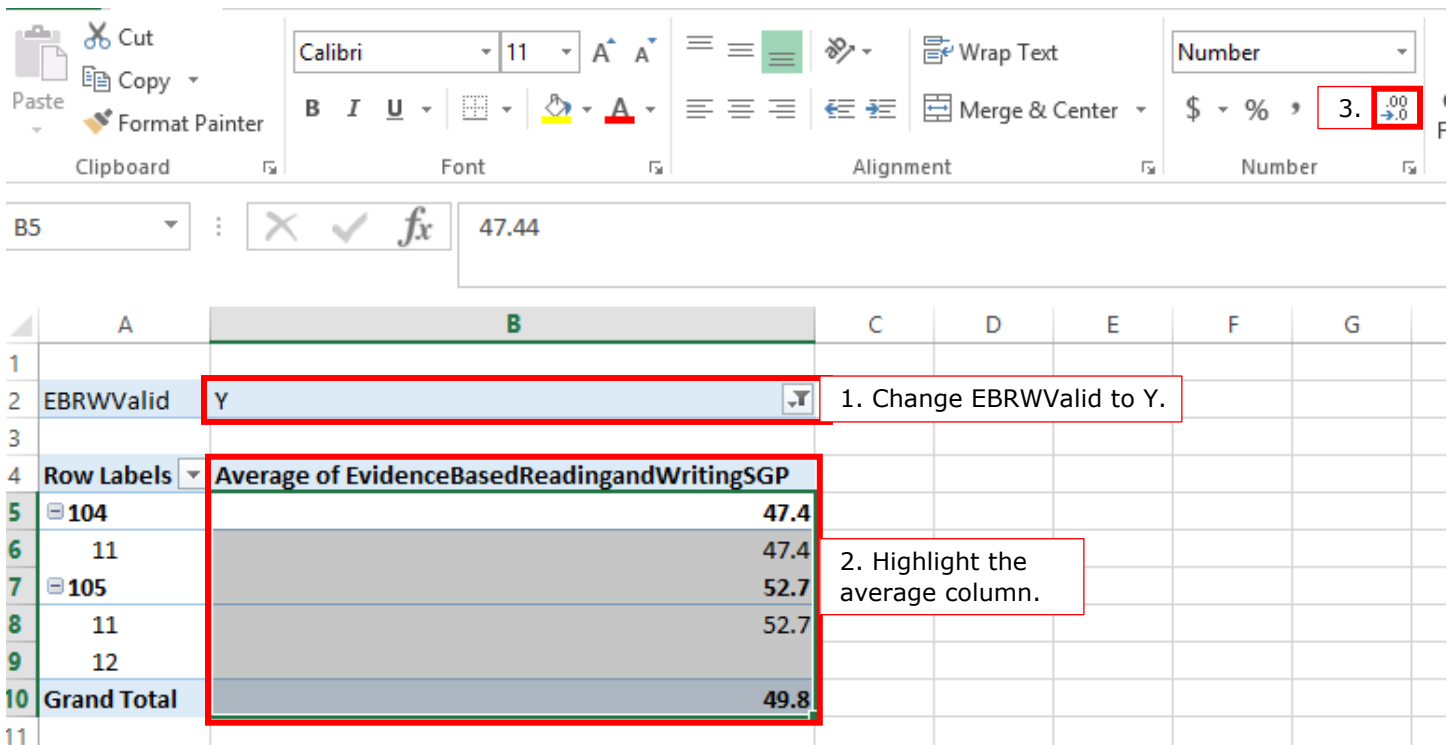 Cut
Copy
Paste
Format Painter
Clipboard
Calibri
11
A A
B I U A
Font
Wrap Text
Merge & Center
Alignment
Number
$ % , 3. .00 .0
Number
B5
fx
47.44
A B C D E F G
1
2 EBRWValid Y
1. Change EBRWValid to Y.
3
4 Row Labels Average of EvidenceBasedReadingandWritingSGP
5 104 47.4
6 11 47.4
2. Highlight the
average column.
7 105 52.7
8 11 52.7
9 12
10 Grand Total 49.8
11